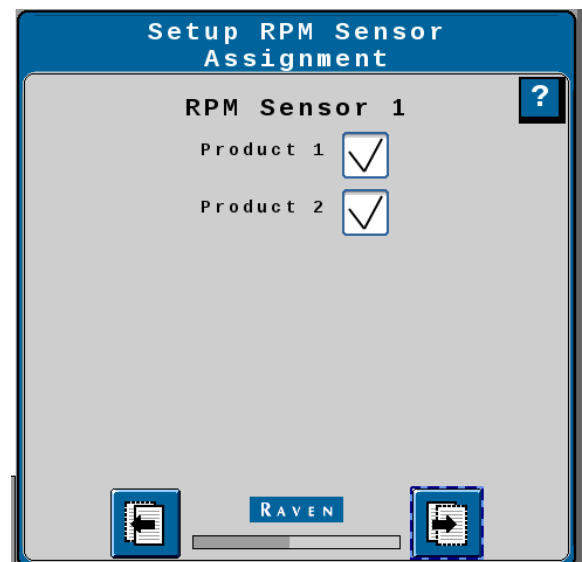 Setup RPM Sensor
Assignment
?
RPM Sensor 1
Product 1
Product 2
RAVEN